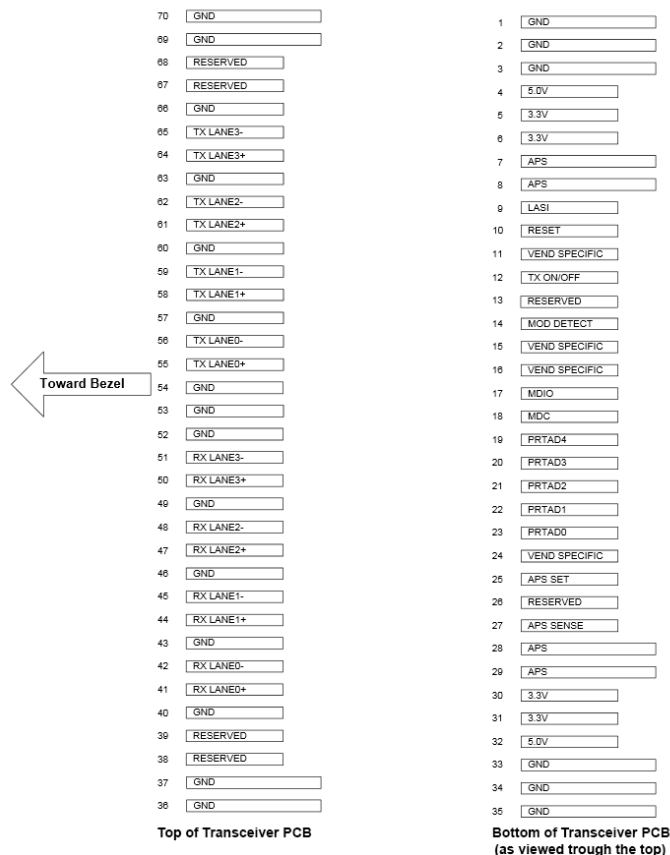 70 GND
69 GND
68 RESERVED
67 RESERVED
66 GND
65 TX LANE3-
64 TX LANE3+
63 GND
62 TX LANE2-
61 TX LANE2+
60 GND
59 TX LANE1-
58 TX LANE1+
57 GND
56 TX LANE0-
55 TX LANE0+
54 GND
53 GND
52 GND
51 RX LANE3-
50 RX LANE3+
49 GND
48 RX LANE2-
47 RX LANE2+
46 GND
45 RX LANE1-
44 RX LANE1+
43 GND
42 RX LANE0-
41 RX LANE0+
40 GND
39 RESERVED
38 RESERVED
37 GND
36 GND
Top of Transceiver PCB
Toward Bezel
1 GND
2 GND
3 GND
4 5.0V
5 3.3V
6 3.3V
7 APS
8 APS
9 LASI
10 RESET
11 VEND SPECIFIC
12 TX ON/OFF
13 RESERVED
14 MOD DETECT
15 VEND SPECIFIC
16 VEND SPECIFIC
17 MDIO
18 MDC
19 PRTAD4
20 PRTAD3
21 PRTAD2
22 PRTAD1
23 PRTAD0
24 VEND SPECIFIC
25 APS SET
26 RESERVED
27 APS SENSE
28 APS
29 APS
30 3.3V
31 3.3V
32 5.0V
33 GND
34 GND
35 GND
Bottom of Transceiver PCB
(as viewed trough the top)